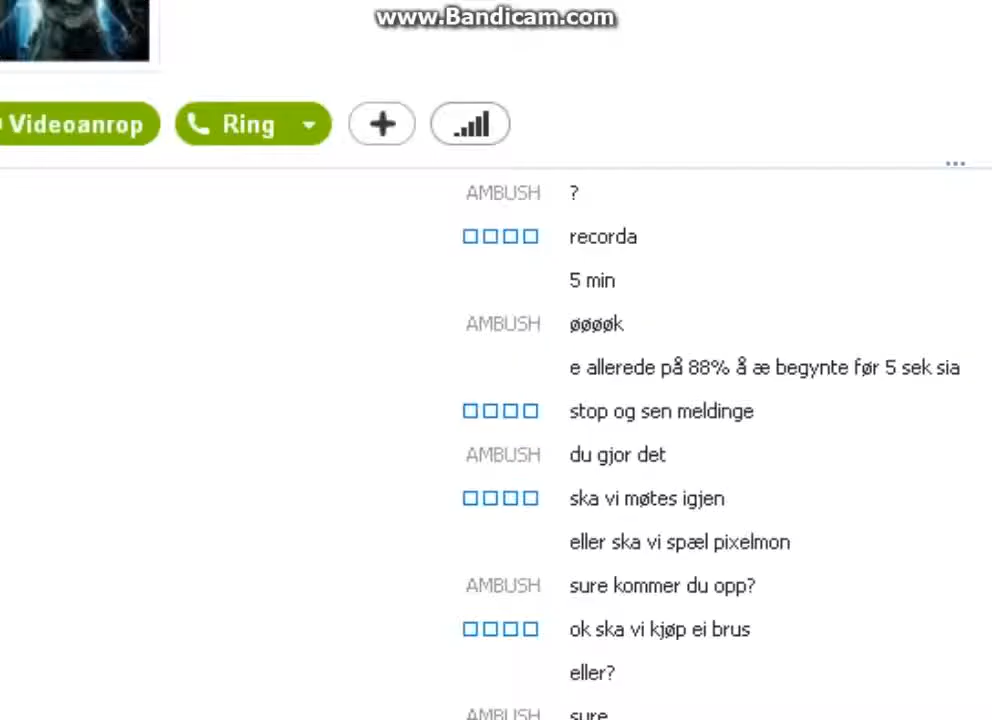 www.Bandicam.com
Videoanrop
Ring
AMBUSH ?
□□□□ recorda
5 min
AMBUSH øøøøk
e allerede på 88% å æ begynte før 5 sek sia
□□□□ stop og sen meldinge
AMBUSH du gjor det
□□□□ ska vi møtes igjen
eller ska vi spæl pixelmon
AMBUSH sure kommer du opp?
□□□□ ok ska vi kjøp ei brus
eller?
AMBUSH sure